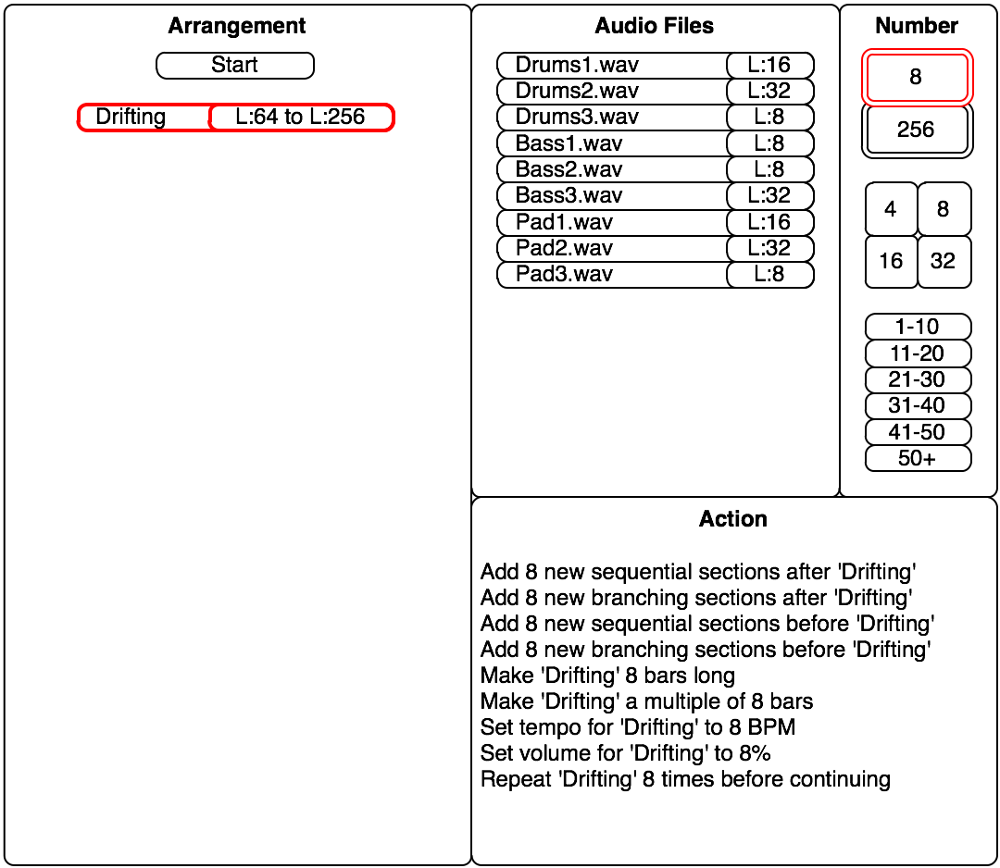 Arrangement
Start
Drifting L:64 to L:256
Audio Files
Drums1.wav L:16
Drums2.wav L:32
Drums3.wav L:8
Bass1.wav L:8
Bass2.wav L:8
Bass3.wav L:32
Pad1.wav L:16
Pad2.wav L:32
Pad3.wav L:8
Number
8
256
4 8
16 32
1-10
11-20
21-30
31-40
41-50
50+
Action
Add 8 new sequential sections after 'Drifting'
Add 8 new branching sections after 'Drifting'
Add 8 new sequential sections before 'Drifting'
Add 8 new branching sections before 'Drifting'
Make 'Drifting' 8 bars long
Make 'Drifting' a multiple of 8 bars
Set tempo for 'Drifting' to 8 BPM
Set volume for 'Drifting' to 8%
Repeat 'Drifting' 8 times before continuing